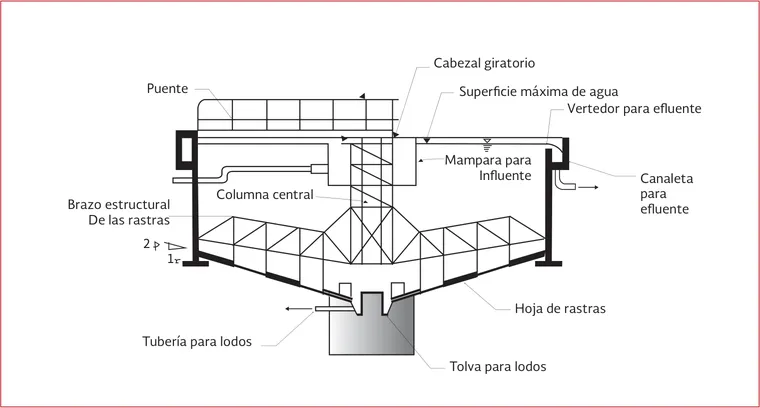 Cabezal giratorio
Puente
Superficie máxima de agua
Vertedor para efluente
Mampara para
Influente
Canaleta
para
efluente
Columna central
Brazo estructural
De las rastras
2
1
Hoja de rastras
Tubería para lodos
Tolva para lodos